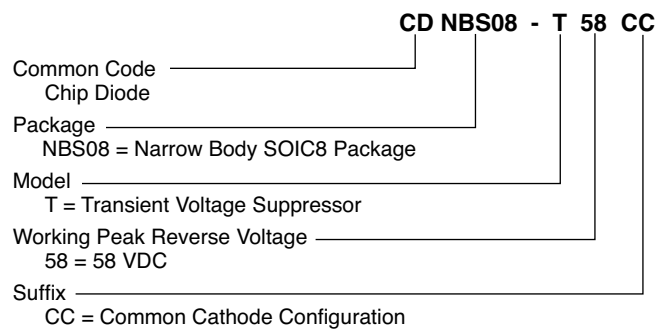 CD NBS08 - T 58 CC
Common Code
Chip Diode
Package
NBS08 = Narrow Body SOIC8 Package
Model
T = Transient Voltage Suppressor
Working Peak Reverse Voltage
58 = 58 VDC
Suffix
CC = Common Cathode Configuration